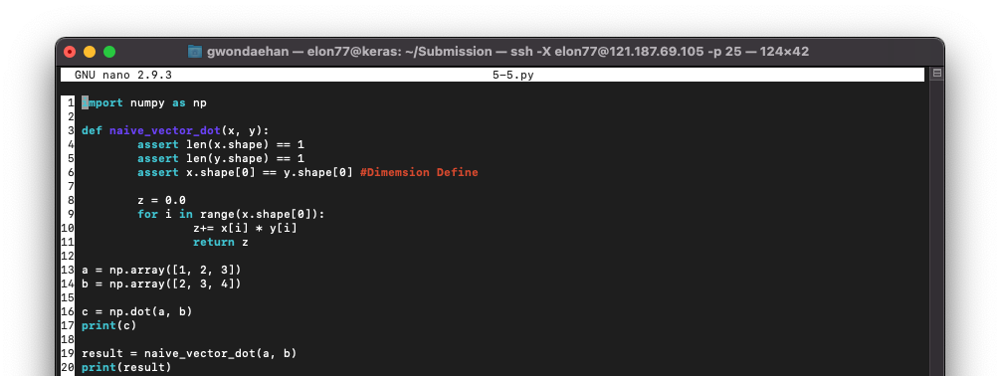 gwondaehan — elon77@keras: ~/Submission — ssh -X elon77@121.187.69.105 -p 25 — 124×42
GNU nano 2.9.3 5-5.py
1 import numpy as np
2
3 def naive_vector_dot(x, y):
4 assert len(x.shape) == 1
5 assert len(y.shape) == 1
6 assert x.shape[0] == y.shape[0] #Dimemsion Define
7
8 z = 0.0
9 for i in range(x.shape[0]):
10 z+= x[i] * y[i]
11 return z
12
13 a = np.array([1, 2, 3])
14 b = np.array([2, 3, 4])
15
16 c = np.dot(a, b)
17 print(c)
18
19 result = naive_vector_dot(a, b)
20 print(result)